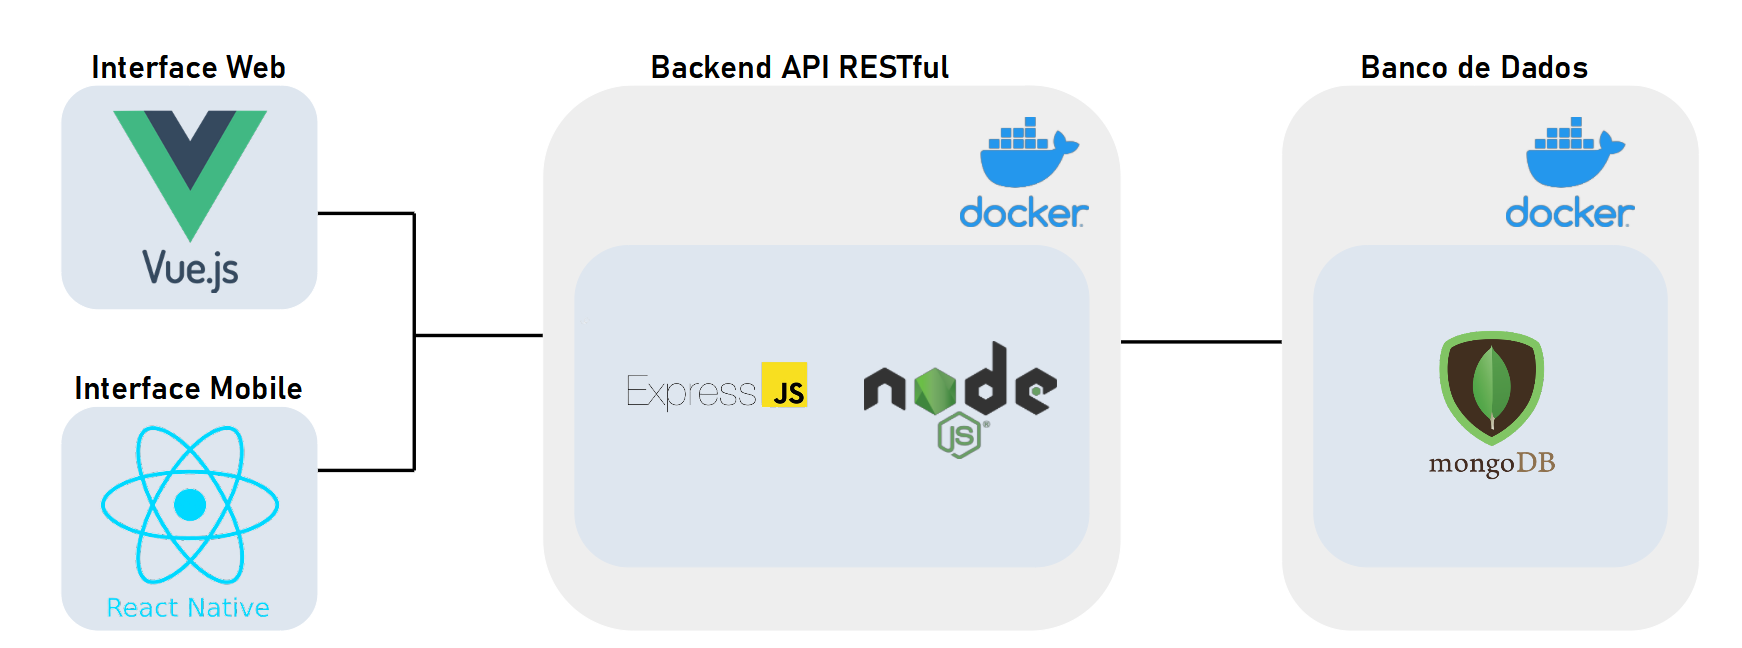 Interface Web
Vue.js
Interface Mobile
React Native
Backend API RESTful
docker
Express JS
node
JS
Banco de Dados
docker
mongoDB